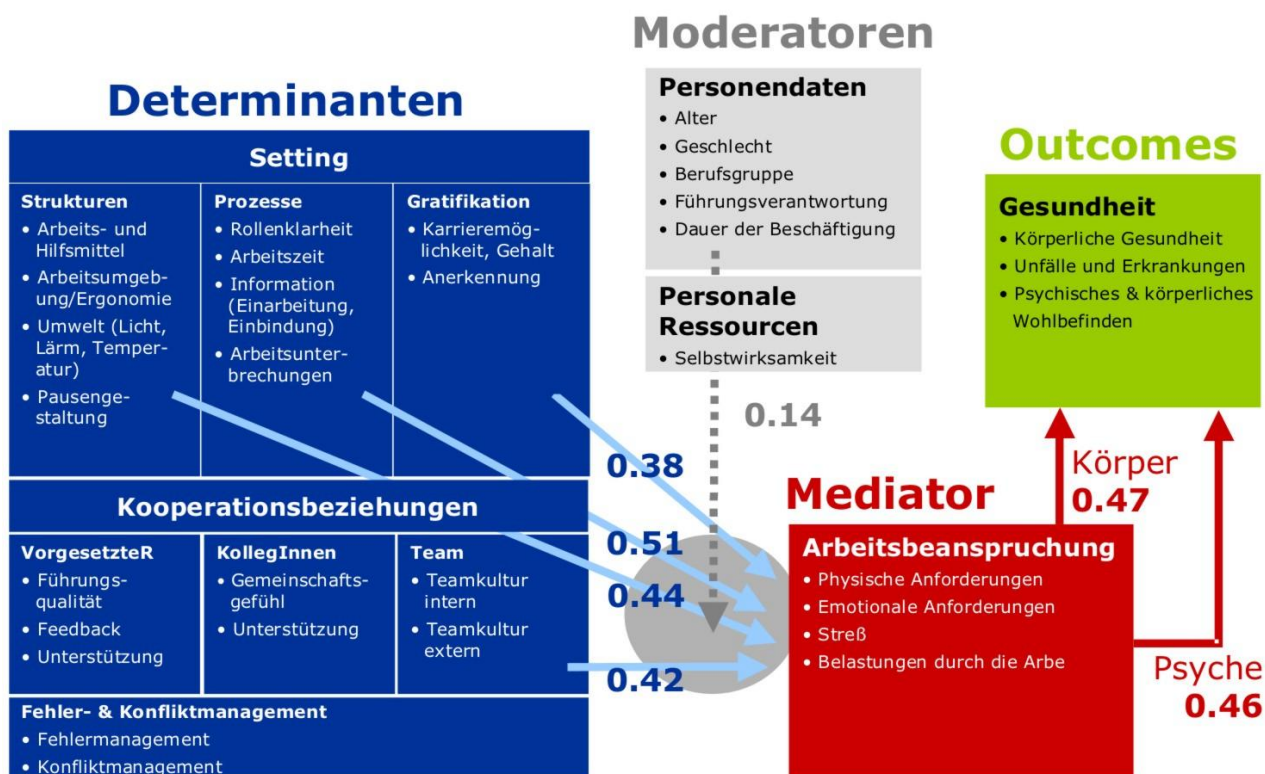 Moderatoren
Personendaten
• Alter
• Geschlecht
• Berufsgruppe
• Führungsverantwortung
• Dauer der Beschäftigung
Personale
Ressourcen
• Selbstwirksamkeit
0.14
Determinanten
Setting
Strukturen
• Arbeits- und
Hilfsmittel
• Arbeitsumgeb-
ung/Ergonomie
• Umwelt (Licht,
Lärm, Temper-
atur)
• Pausenge-
staltung
Prozesse
• Rollenklarheit
• Arbeitszeit
• Information
(Einarbeitung,
Einbindung)
• Arbeitsunter-
brechungen
Gratifikation
• Karrieremög-
lichkeit, Gehalt
• Anerkennung
0.38
0.51
0.44
0.42
Kooperationsbeziehungen
VorgesetzteR
• Führungs-
qualität
• Feedback
• Unterstützung
KollegInnen
• Gemeinschafts-
gefühl
• Unterstützung
Team
• Teamkultur
intern
• Teamkultur
extern
Fehler- & Konfliktmanagement
• Fehlermanagement
• Konfliktmanagement
Mediator
Arbeitsbeanspruchung
• Physische Anforderungen
• Emotionale Anforderungen
• Streß
• Belastungen durch die Arbe
Outcomes
Gesundheit
• Körperliche Gesundheit
• Unfälle und Erkrankungen
• Psychisches & körperliches
Wohlbefinden
Körper
0.47
Psyche
0.46